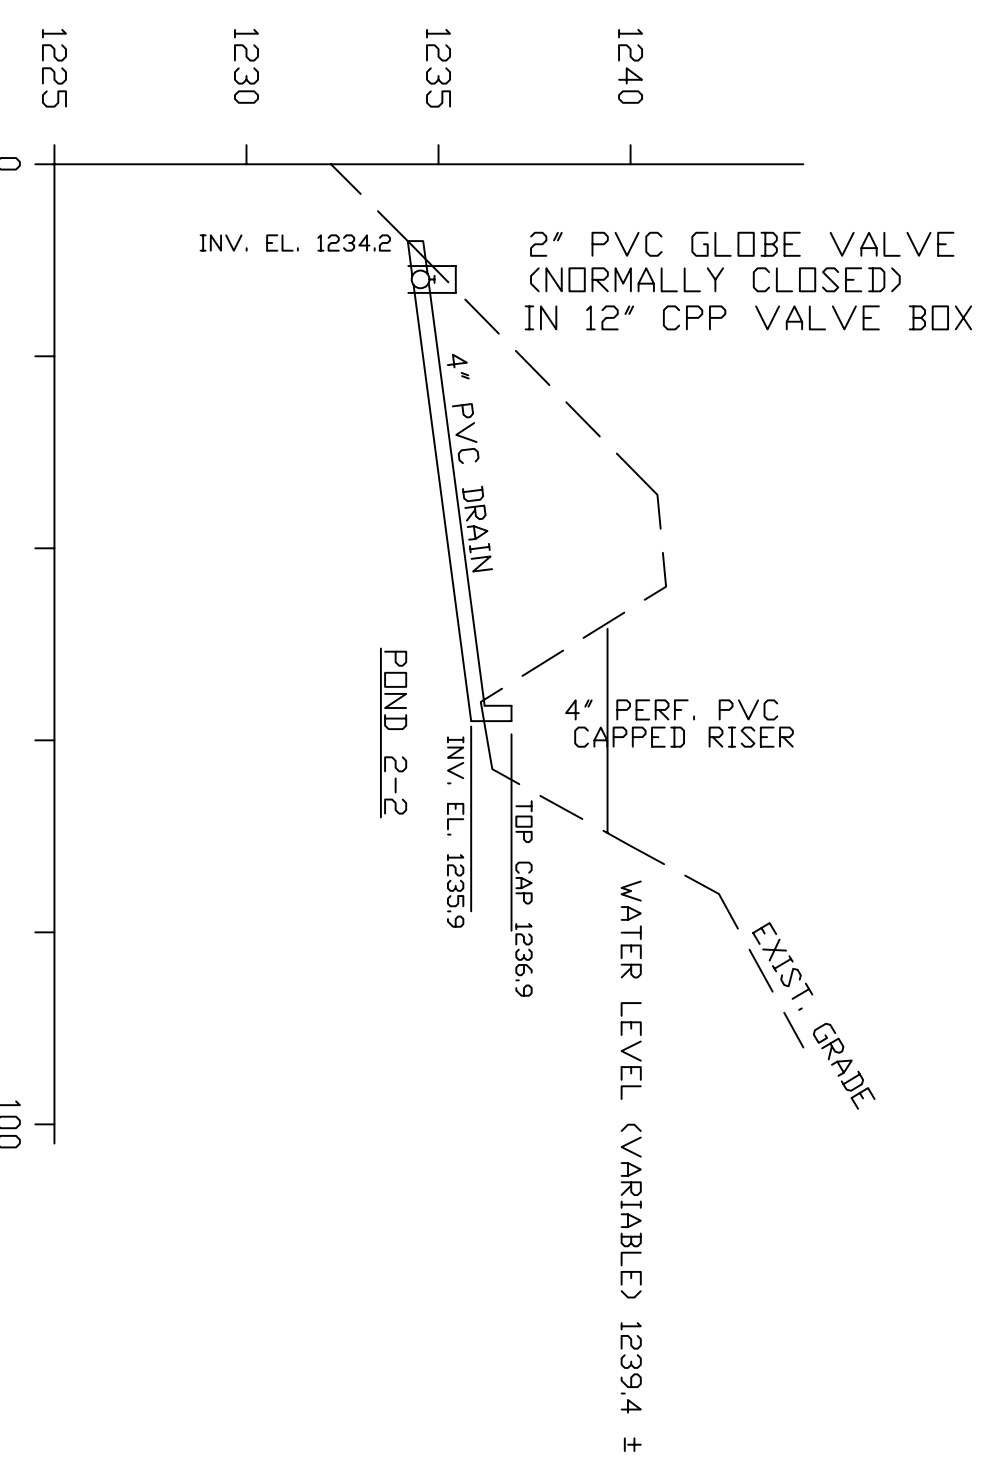 1240
1235
1230
1225
0
100
2" PVC GLOBE VALVE
(NORMALLY CLOSED)
IN 12" CPP VALVE BOX
INV. EL. 1234.2
4" PVC DRAIN
4" PERF. PVC
CAPPED RISER
POND 2-2
INV. EL. 1235.9
TOP CAP 1236.9
WATER LEVEL (VARIABLE) 1239.4 ±
EXIST. GRADE